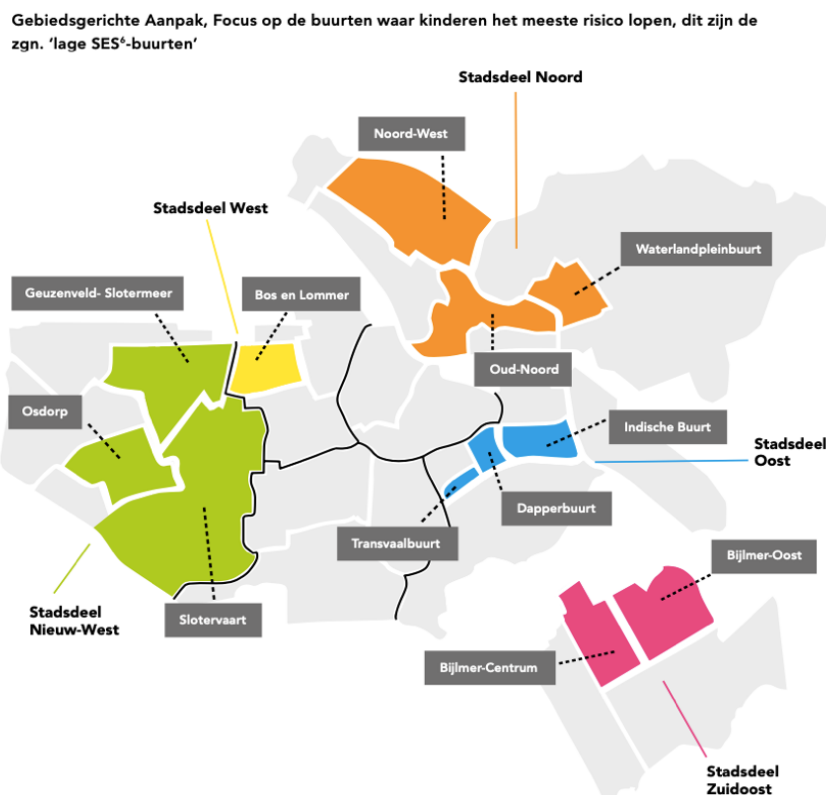 Gebiedsgerichte Aanpak, Focus op de buurten waar kinderen het meeste risico lopen, dit zijn de
zgn. ‘lage SES⁶-buurten’
Stadsdeel Noord
Noord-West
Stadsdeel West
Waterlandpleinbuurt
Geuzenveld- Slotermeer
Bos en Lommer
Oud-Noord
Osdorp
Indische Buurt
Stadsdeel
Oost
Dapperbuurt
Transvaalbuurt
Bijlmer-Oost
Stadsdeel
Nieuw-West
Slotervaart
Bijlmer-Centrum
Stadsdeel
Zuidoost